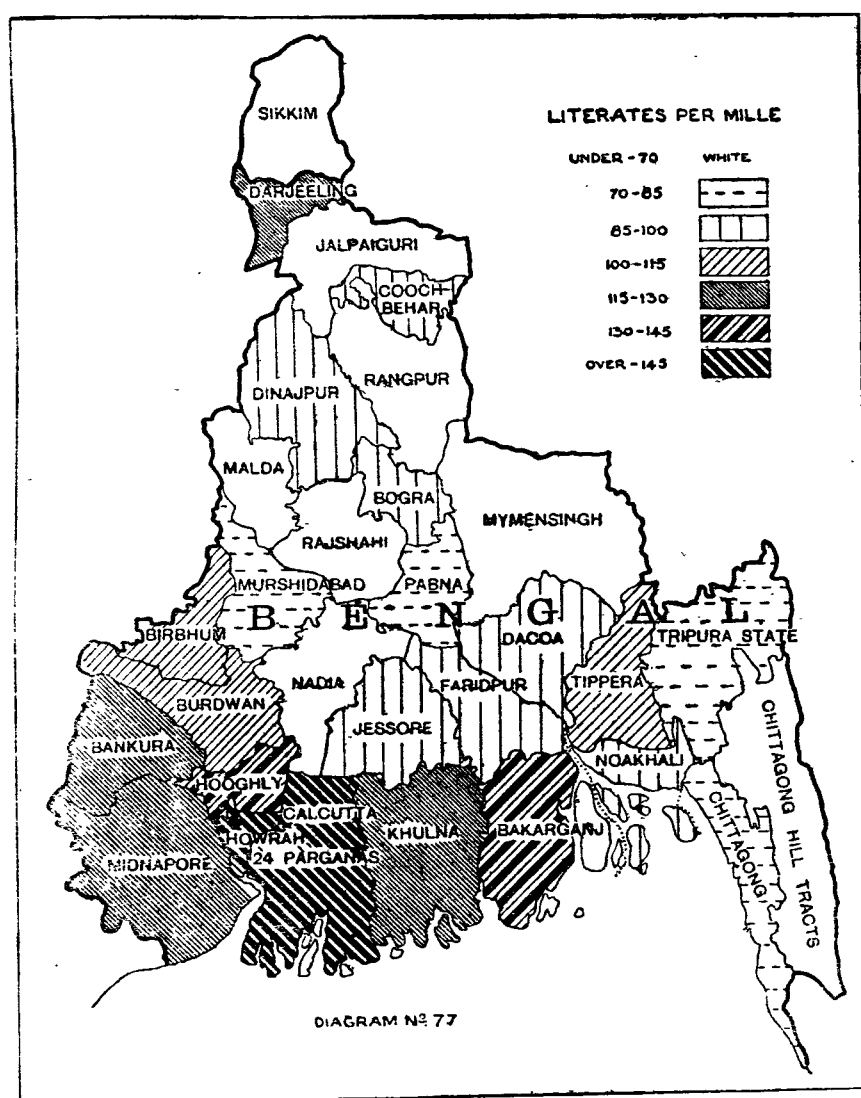 SIKKIM
LITERATES PER MILLE
UNDER-70 WHITE
70-85
85-100
100-115
115-130
130-145
OVER-145
DARJEELING
JALPAIGURI
COOCH
BEHAR
DINAJPUR
RANGPUR
MALDA
BOGRA
MYMENSINGH
RAJSHAHI
MURSHIDABAD
PABNA
BENGAL
BIRBHUM
DACOA
TRIPURA STATE
NADIA
FARIDPUR
TIPPERA
BURDWAN
JESSORE
BANKURA
NOAKHALI
HOOGHLY
CALCUTTA
HOWRAH
KHULNA
BAKARGANJ
24 PARGANAS
MIDNAPORE
CHITTAGONG
CHITTAGONG HILL TRACTS
DIAGRAM Nº 77